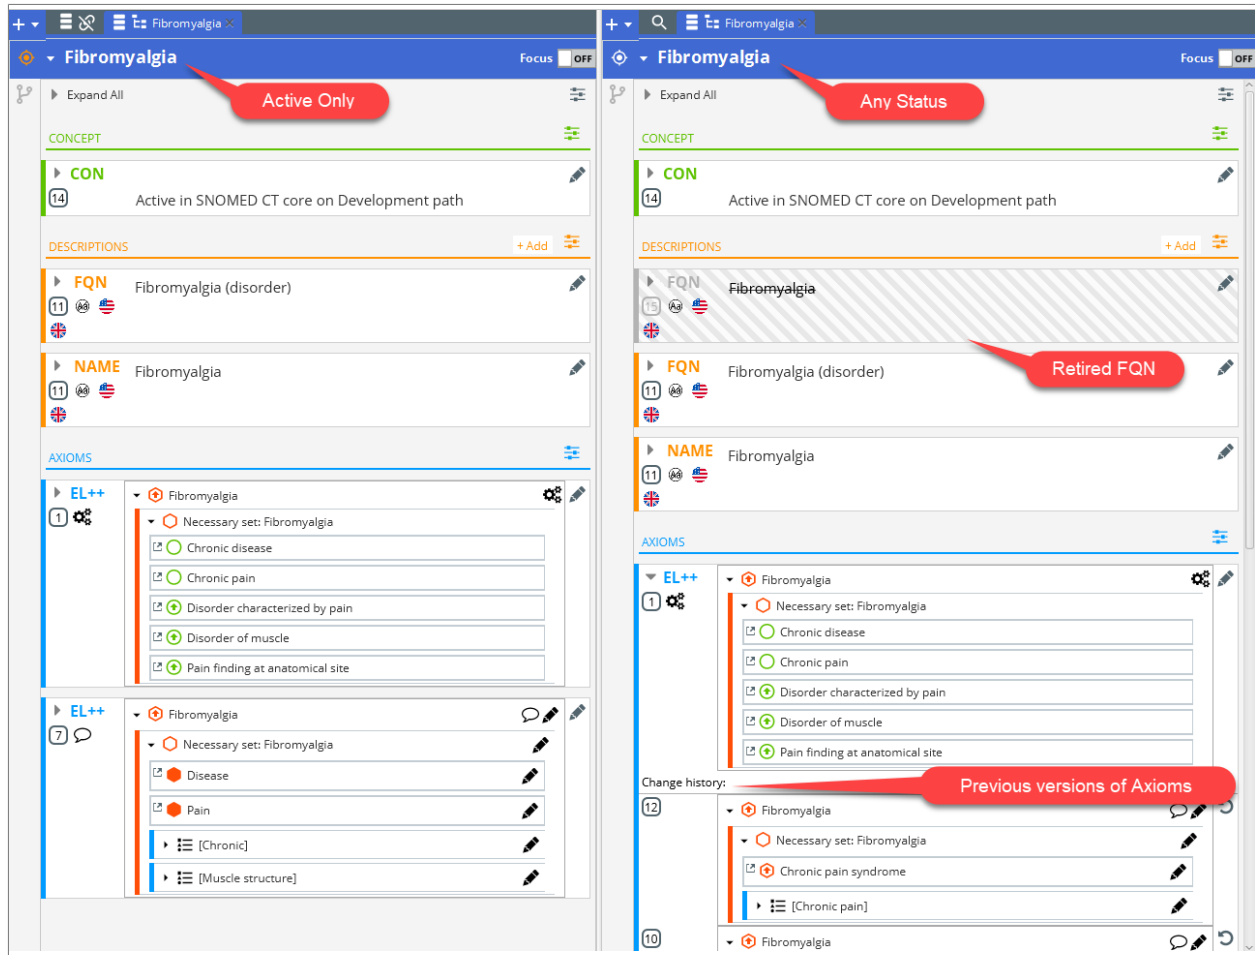 Fibromyalgia
Fibromyalgia
Focus OFF
Active Only
Expand All
CONCEPT
CON
14
Active in SNOMED CT core on Development path
DESCRIPTIONS
+ Add
FQN
Fibromyalgia (disorder)
11
NAME
Fibromyalgia
11
AXIOMS
EL++
Fibromyalgia
1
Necessary set: Fibromyalgia
Chronic disease
Chronic pain
Disorder characterized by pain
Disorder of muscle
Pain finding at anatomical site
EL++
Fibromyalgia
7
Necessary set: Fibromyalgia
Disease
Pain
[Chronic]
[Muscle structure]
Fibromyalgia
Fibromyalgia
Focus OFF
Any Status
Expand All
CONCEPT
CON
14
Active in SNOMED CT core on Development path
DESCRIPTIONS
+ Add
FQN
Fibromyalgia
15
Aa
Retired FQN
FQN
Fibromyalgia (disorder)
11
NAME
Fibromyalgia
11
AXIOMS
EL++
Fibromyalgia
1
Necessary set: Fibromyalgia
Chronic disease
Chronic pain
Disorder characterized by pain
Disorder of muscle
Pain finding at anatomical site
Change history:
Previous versions of Axioms
12
Fibromyalgia
Necessary set: Fibromyalgia
Chronic pain syndrome
[Chronic pain]
10
Fibromyalgia